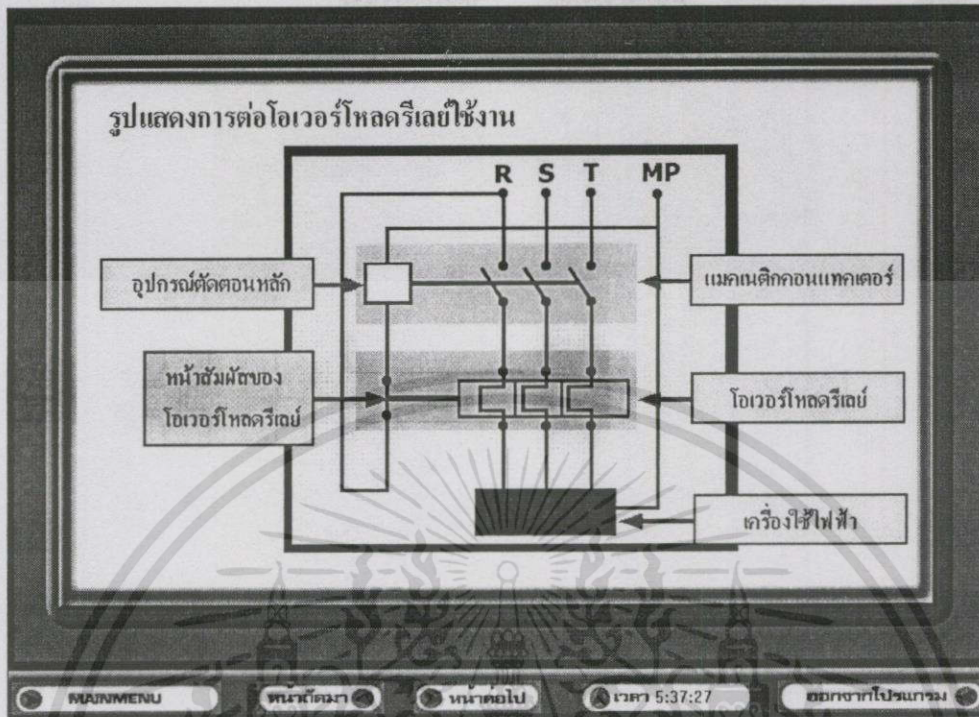 รูปแสดงการต่อโอเวอร์โหลดรีเลย์ใช้งาน
R S T MP
อุปกรณ์ตัดตอนหลัก
แมคเนติกคอนแทคเตอร์
หน้าสัมผัสของ
โอเวอร์โหลดรีเลย์
โอเวอร์โหลดรีเลย์
เครื่องใช้ไฟฟ้า
MAINMENU
หน้าถัดมา
หน้าต่อไป
เวลา 5:37:27
ออกจากโปรแกรม